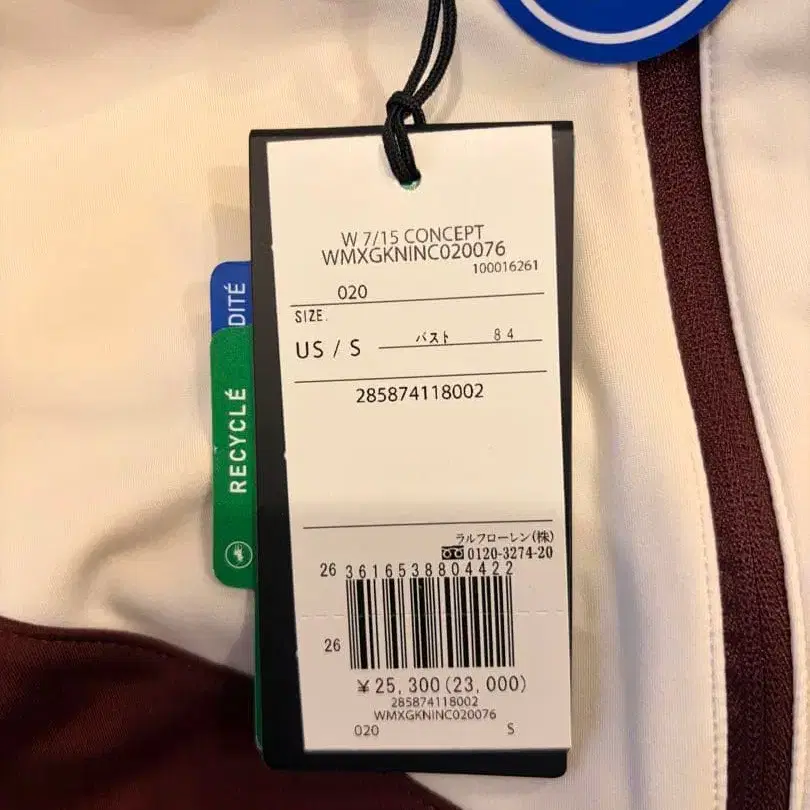 W 7/15 CONCEPT
WMXGKNINC020076
100016261
020
SIZE.
US / S
バスト 84
285874118002
DITÉ
RECYCLÉ
ラルフローレン(株)
0120-3274-20
26 3616538804422
26
¥25,300(23,000)
285874118002
WMXGKNINC020076
020 S